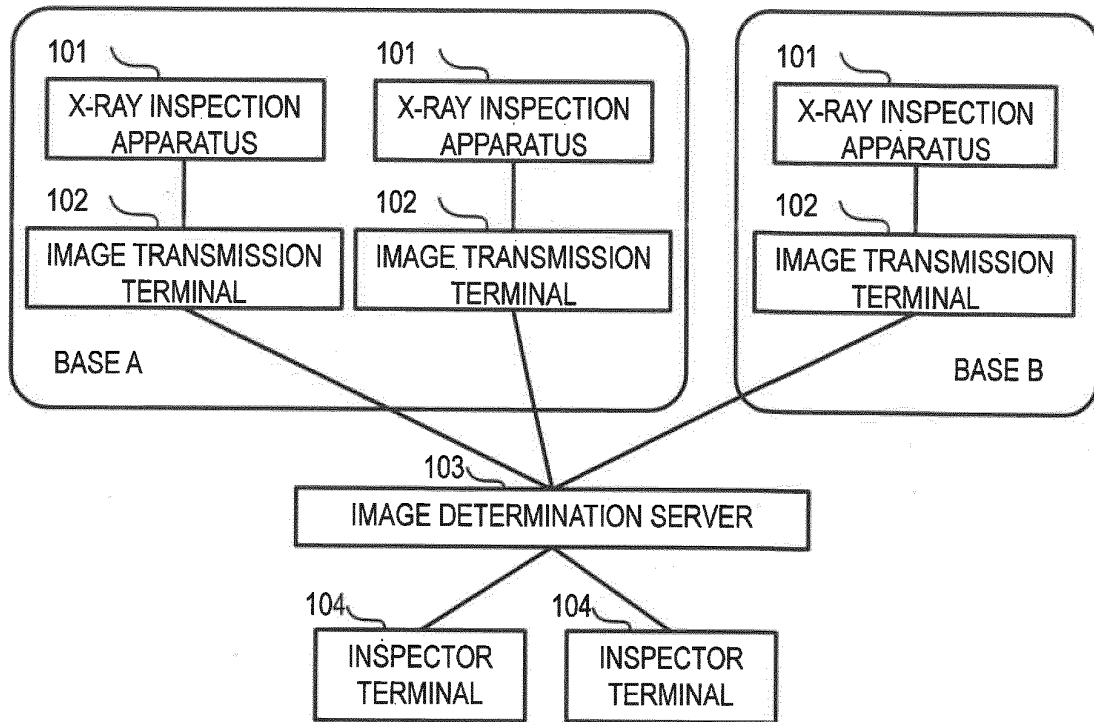 101
101
101
X-RAY INSPECTION
APPARATUS
X-RAY INSPECTION
APPARATUS
X-RAY INSPECTION
APPARATUS
102
102
102
IMAGE TRANSMISSION
TERMINAL
IMAGE TRANSMISSION
TERMINAL
IMAGE TRANSMISSION
TERMINAL
BASE A
BASE B
103
IMAGE DETERMINATION SERVER
104
104
INSPECTOR
TERMINAL
INSPECTOR
TERMINAL